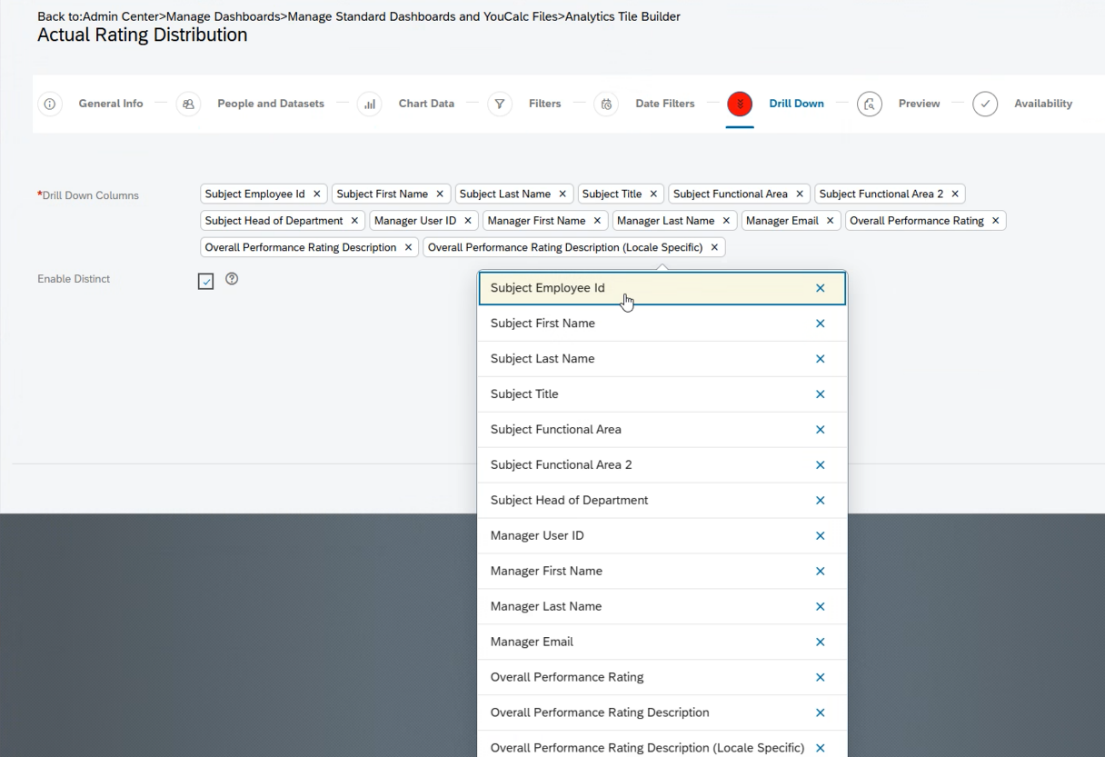 Back to:Admin Center>Manage Dashboards>Manage Standard Dashboards and YouCalc Files>Analytics Tile Builder
Actual Rating Distribution
General Info People and Datasets Chart Data Filters Date Filters Drill Down Preview Availability
*Drill Down Columns Subject Employee Id × Subject First Name × Subject Last Name × Subject Title × Subject Functional Area × Subject Functional Area 2 ×
Subject Head of Department × Manager User ID × Manager First Name × Manager Last Name × Manager Email × Overall Performance Rating ×
Overall Performance Rating Description × Overall Performance Rating Description (Locale Specific) ×
Enable Distinct
Subject Employee Id ×
Subject First Name ×
Subject Last Name ×
Subject Title ×
Subject Functional Area ×
Subject Functional Area 2 ×
Subject Head of Department ×
Manager User ID ×
Manager First Name ×
Manager Last Name ×
Manager Email ×
Overall Performance Rating ×
Overall Performance Rating Description ×
Overall Performance Rating Description (Locale Specific) ×